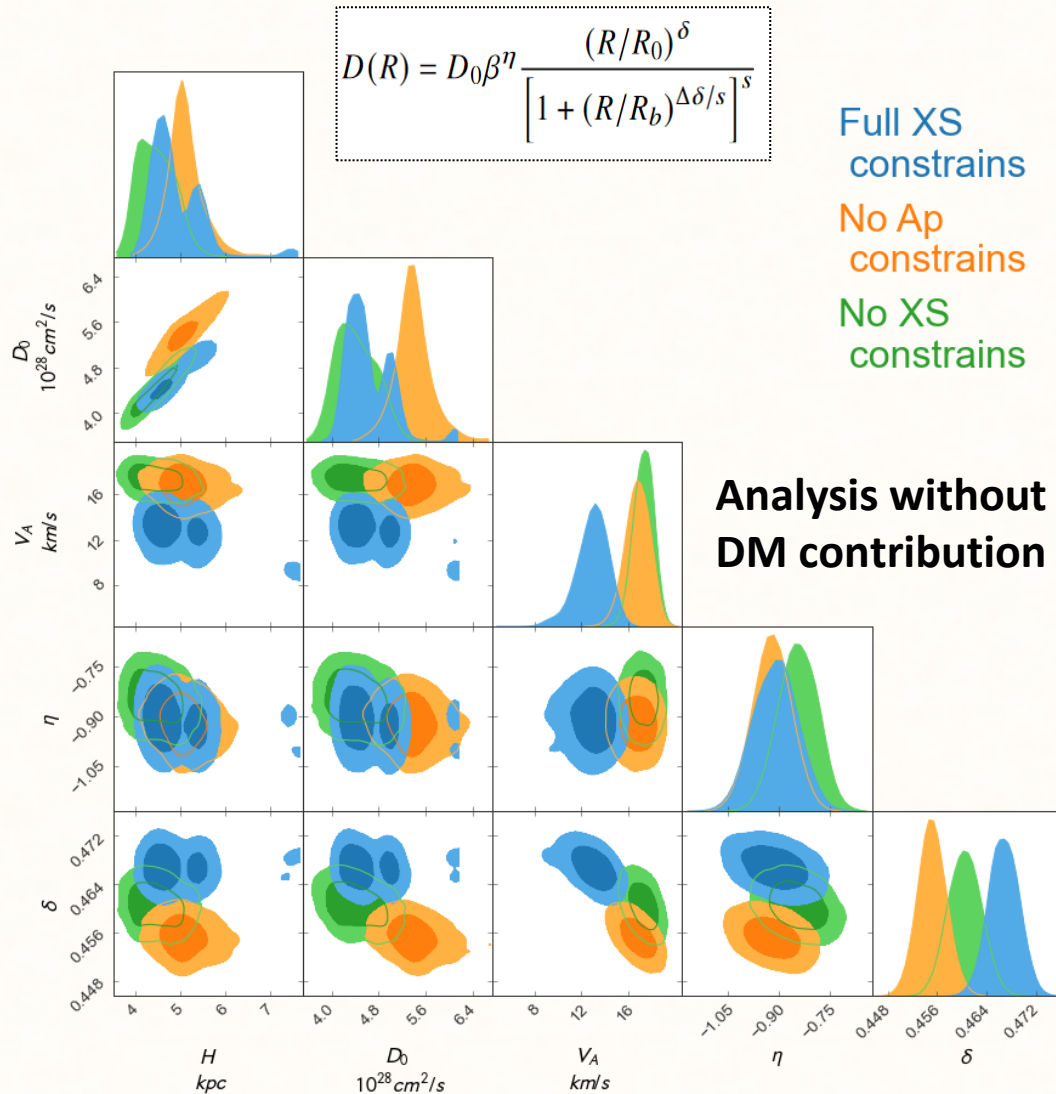 D(R) = D₀β^η (R/R₀)^δ / [1 + (R/R_b)^{Δδ/s}]^s
Full XS
constrains
No Ap
constrains
No XS
constrains
Analysis without
DM contribution
D₀
10²⁸cm²/s
6.4
5.6
4.8
4.0
V_A
km/s
16
12
8
η
−0.75
−0.90
−1.05
δ
0.472
0.464
0.456
0.448
4 5 6 7
4.0 4.8 5.6 6.4
8 12 16
−1.05 −0.90 −0.75
0.448 0.456 0.464 0.472
H D₀ V_A η δ
kpc 10²⁸cm²/s km/s